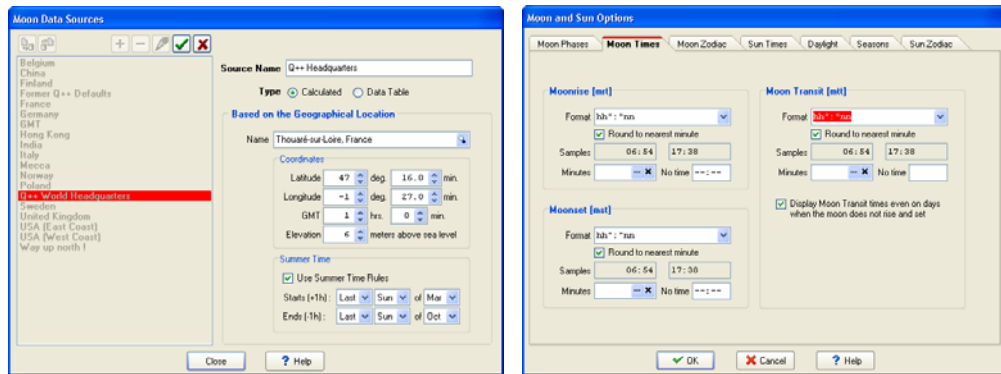 Moon Data Sources
Belgium
China
Finland
Former Q++ Defaults
France
Germany
GMT
Hong Kong
India
Italy
Mecca
Norway
Poland
Q++ World Headquarters
Sweden
United Kingdom
USA (East Coast)
USA (West Coast)
Way up north !
Source Name Q++ Headquarters
Type Calculated Data Table
Based on the Geographical Location
Name Thouaré-sur-Loire, France
Coordinates
Latitude 47 deg. 16.0 min.
Longitude -1 deg. 27.0 min.
GMT 1 hrs. 0 min.
Elevation 6 meters above sea level
Summer Time
Use Summer Time Rules
Starts (+1h) : Last Sun of Mar
Ends (-1h) : Last Sun of Oct
Close ? Help
Moon and Sun Options
Moon Phases Moon Times Moon Zodiac Sun Times Daylight Seasons Sun Zodiac
Moonrise [mrt]
Format hh":"nn
Round to nearest minute
Samples 06:54 17:38
Minutes No time --:--
Moonset [mst]
Format hh":"nn
Round to nearest minute
Samples 06:54 17:38
Minutes No time --:--
Moon Transit [mtt]
Format hh":"nn
Round to nearest minute
Samples 06:54 17:38
Minutes No time
Display Moon Transit times even on days
when the moon does not rise and set
OK Cancel ? Help